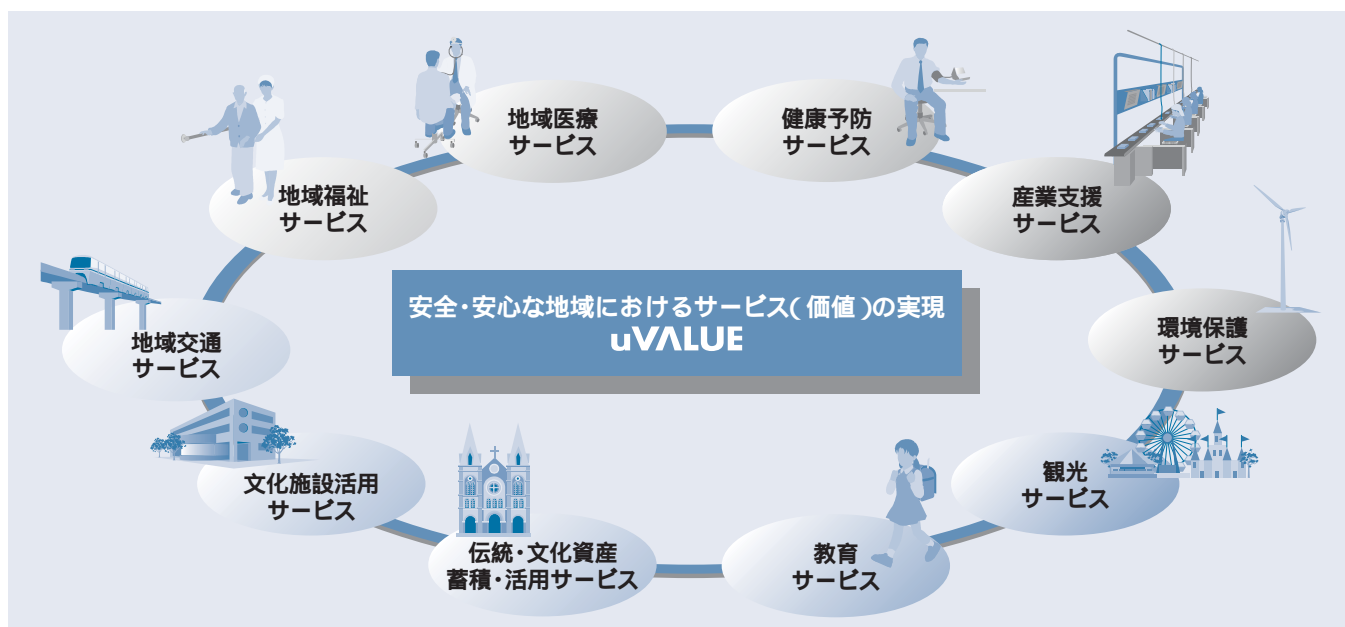 地域医療
サービス
健康予防
サービス
地域福祉
サービス
産業支援
サービス
安全・安心な地域におけるサービス(価値)の実現
uVALUE
地域交通
サービス
環境保護
サービス
文化施設活用
サービス
観光
サービス
伝統・文化資産
蓄積・活用サービス
教育
サービス